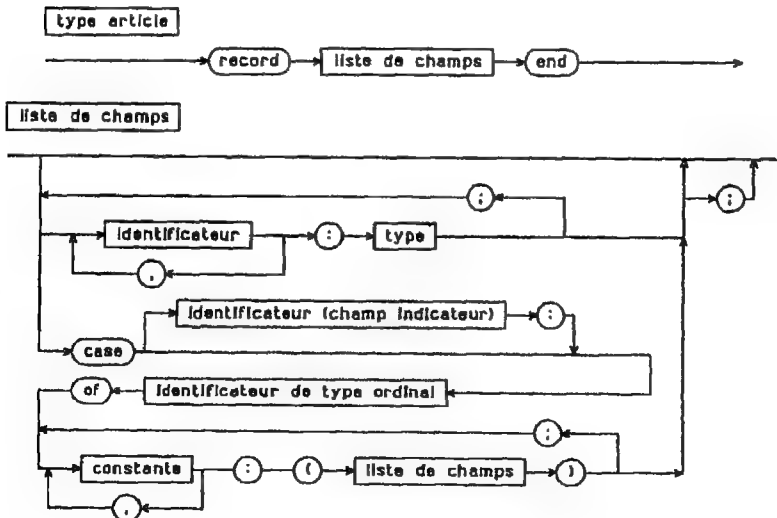 type article
record liste de champs end
liste de champs
;
;
identificateur : type
,
identificateur (champ indicateur) :
case
of identificateur de type ordinal
;
constante : ( liste de champs )
,